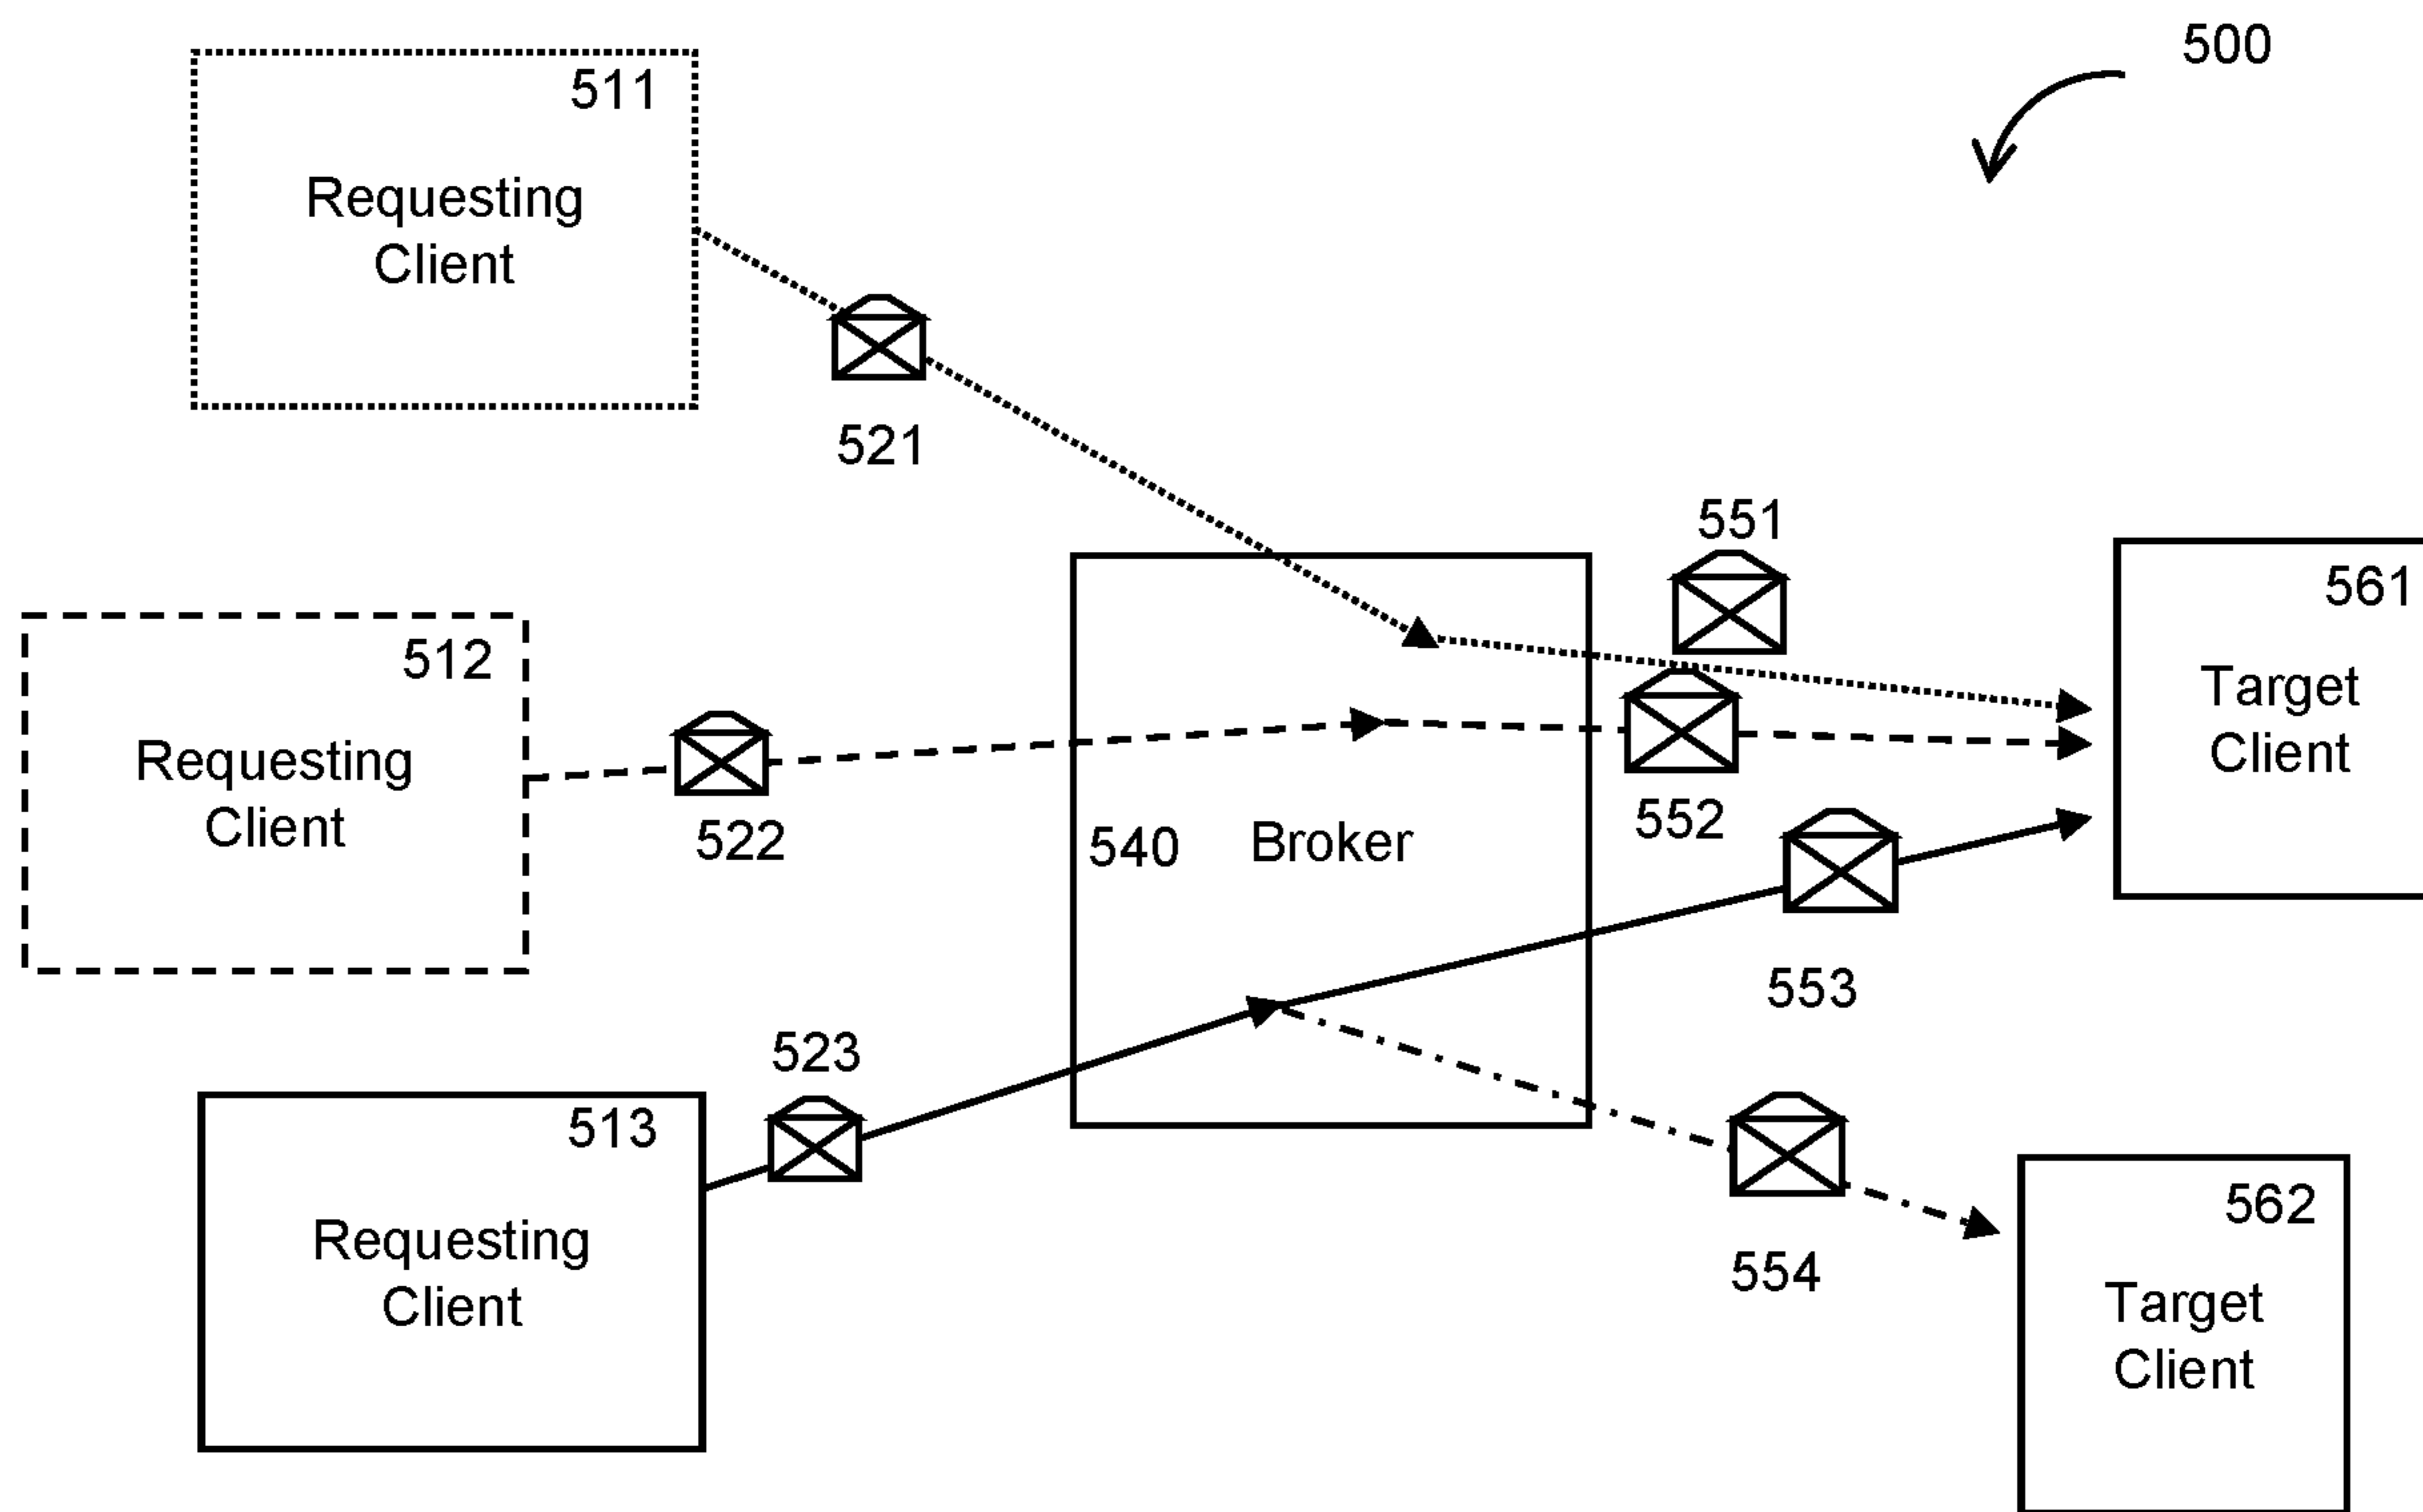 500
511
Requesting
Client
521
551
561
Target
Client
512
Requesting
Client
522
540
Broker
552
553
523
513
Requesting
Client
554
562
Target
Client